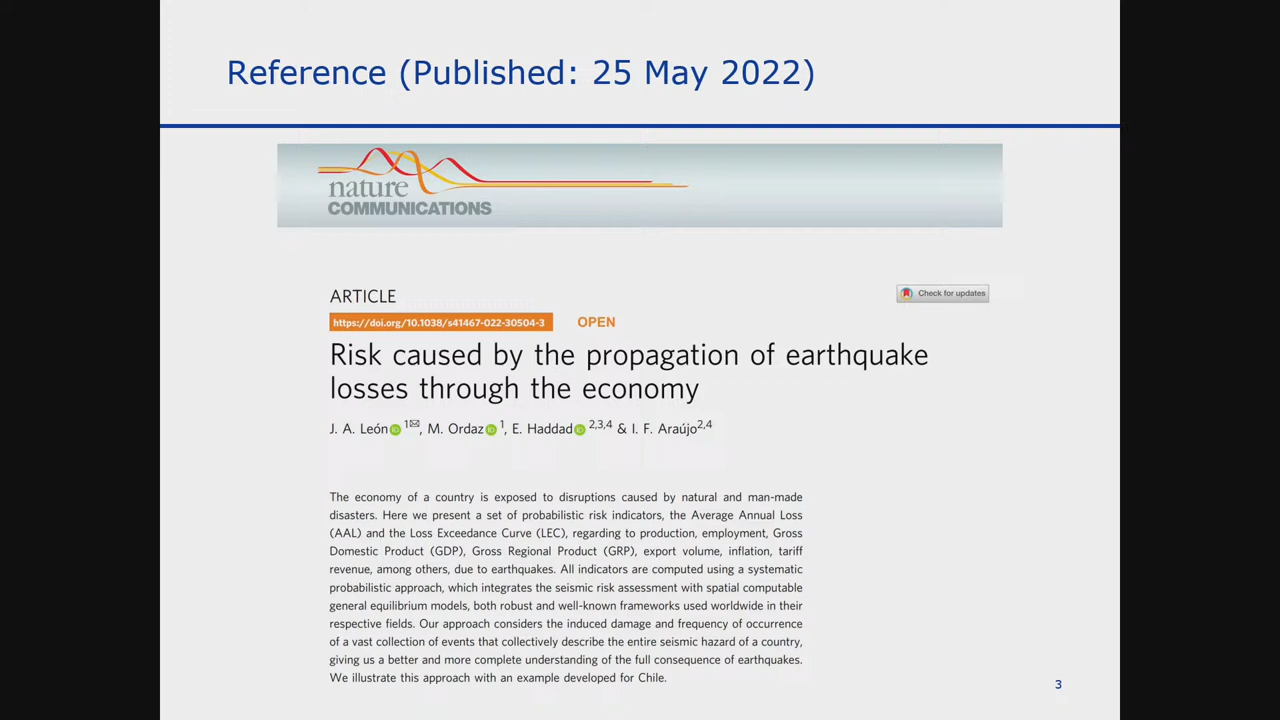 Reference (Published: 25 May 2022)
nature
COMMUNICATIONS
ARTICLE
Check for updates
https://doi.org/10.1038/s41467-022-30504-3 OPEN
Risk caused by the propagation of earthquake
losses through the economy
J. A. León 1✉, M. Ordaz 1, E. Haddad 2,3,4 & I. F. Araújo2,4
The economy of a country is exposed to disruptions caused by natural and man-made
disasters. Here we present a set of probabilistic risk indicators, the Average Annual Loss
(AAL) and the Loss Exceedance Curve (LEC), regarding to production, employment, Gross
Domestic Product (GDP), Gross Regional Product (GRP), export volume, inflation, tariff
revenue, among others, due to earthquakes. All indicators are computed using a systematic
probabilistic approach, which integrates the seismic risk assessment with spatial computable
general equilibrium models, both robust and well-known frameworks used worldwide in their
respective fields. Our approach considers the induced damage and frequency of occurrence
of a vast collection of events that collectively describe the entire seismic hazard of a country,
giving us a better and more complete understanding of the full consequence of earthquakes.
We illustrate this approach with an example developed for Chile.
3